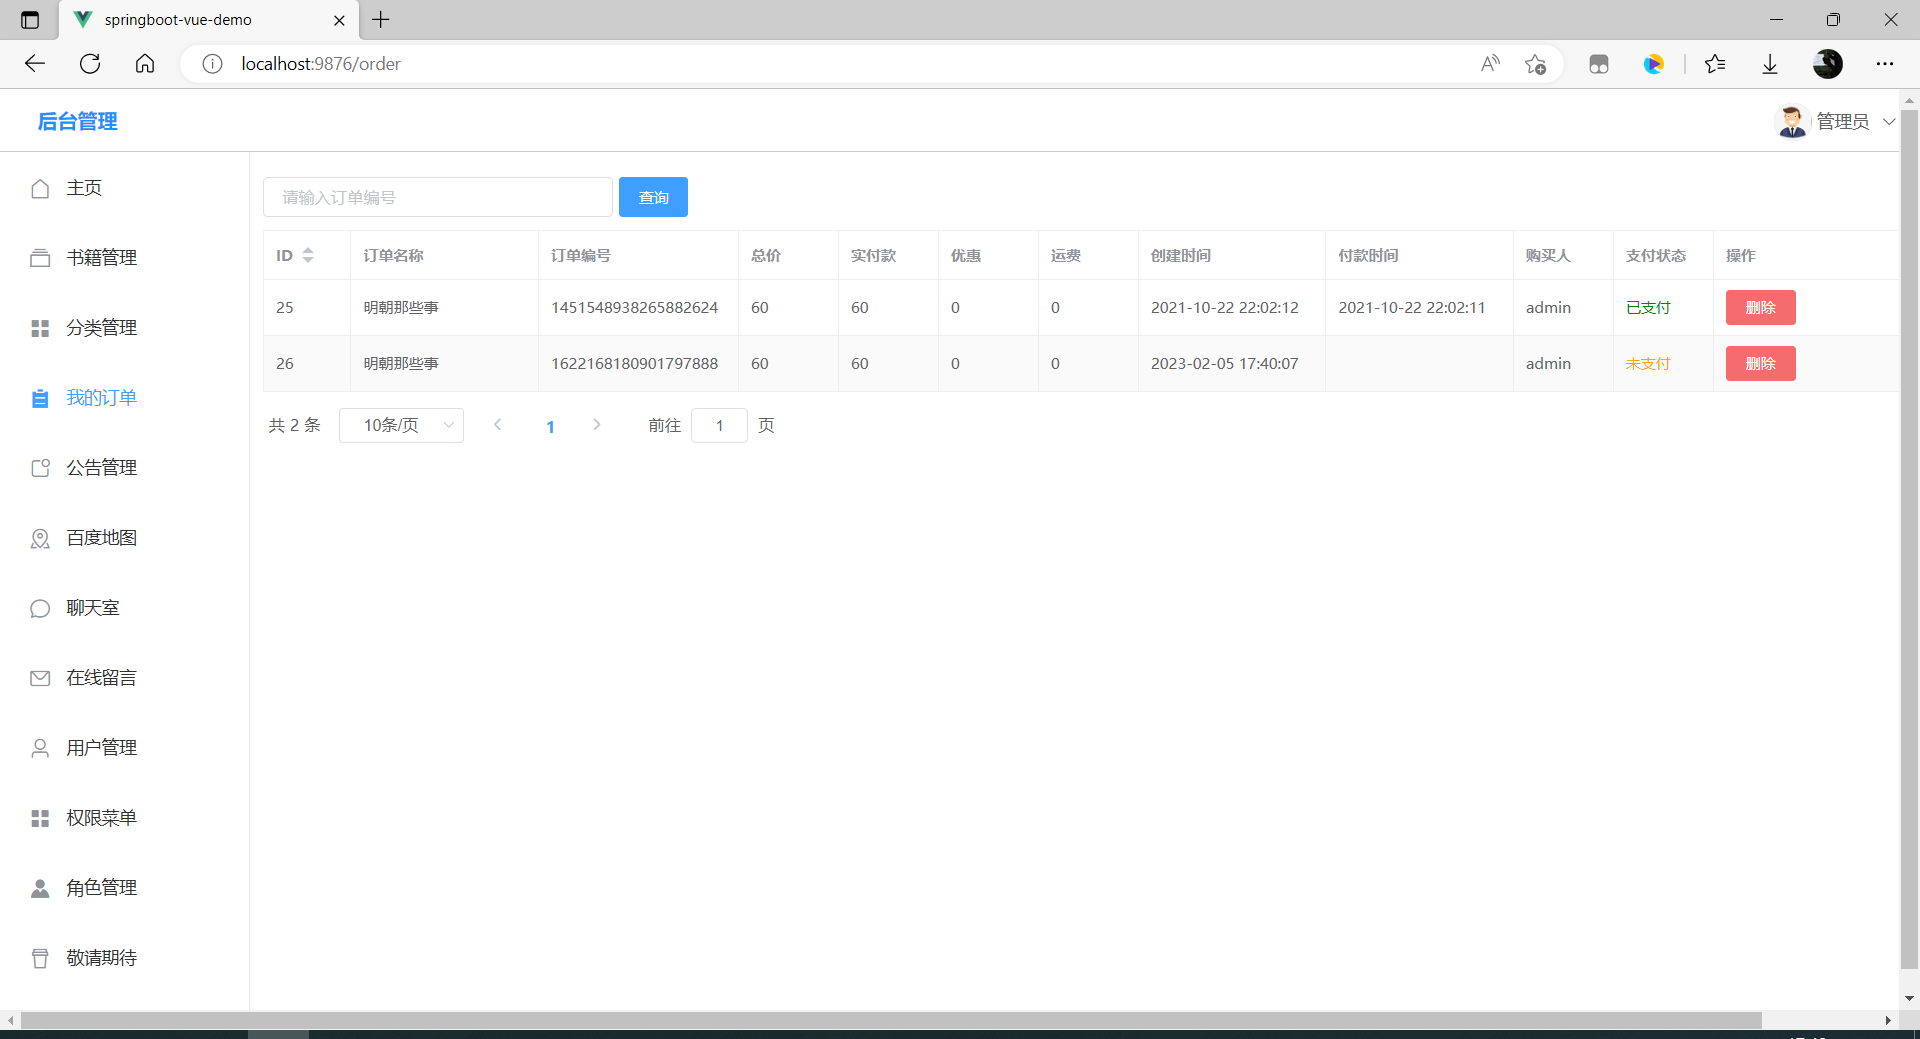 springboot-vue-demo
localhost:9876/order
后台管理
管理员
主页
书籍管理
分类管理
我的订单
公告管理
百度地图
聊天室
在线留言
用户管理
权限菜单
角色管理
敬请期待
请输入订单编号 查询
ID 订单名称 订单编号 总价 实付款 优惠 运费 创建时间 付款时间 购买人 支付状态 操作
25 明朝那些事 1451548938265882624 60 60 0 0 2021-10-22 22:02:12 2021-10-22 22:02:11 admin 已支付 删除
26 明朝那些事 1622168180901797888 60 60 0 0 2023-02-05 17:40:07 admin 未支付 删除
共 2 条 10条/页 1 前往 1 页